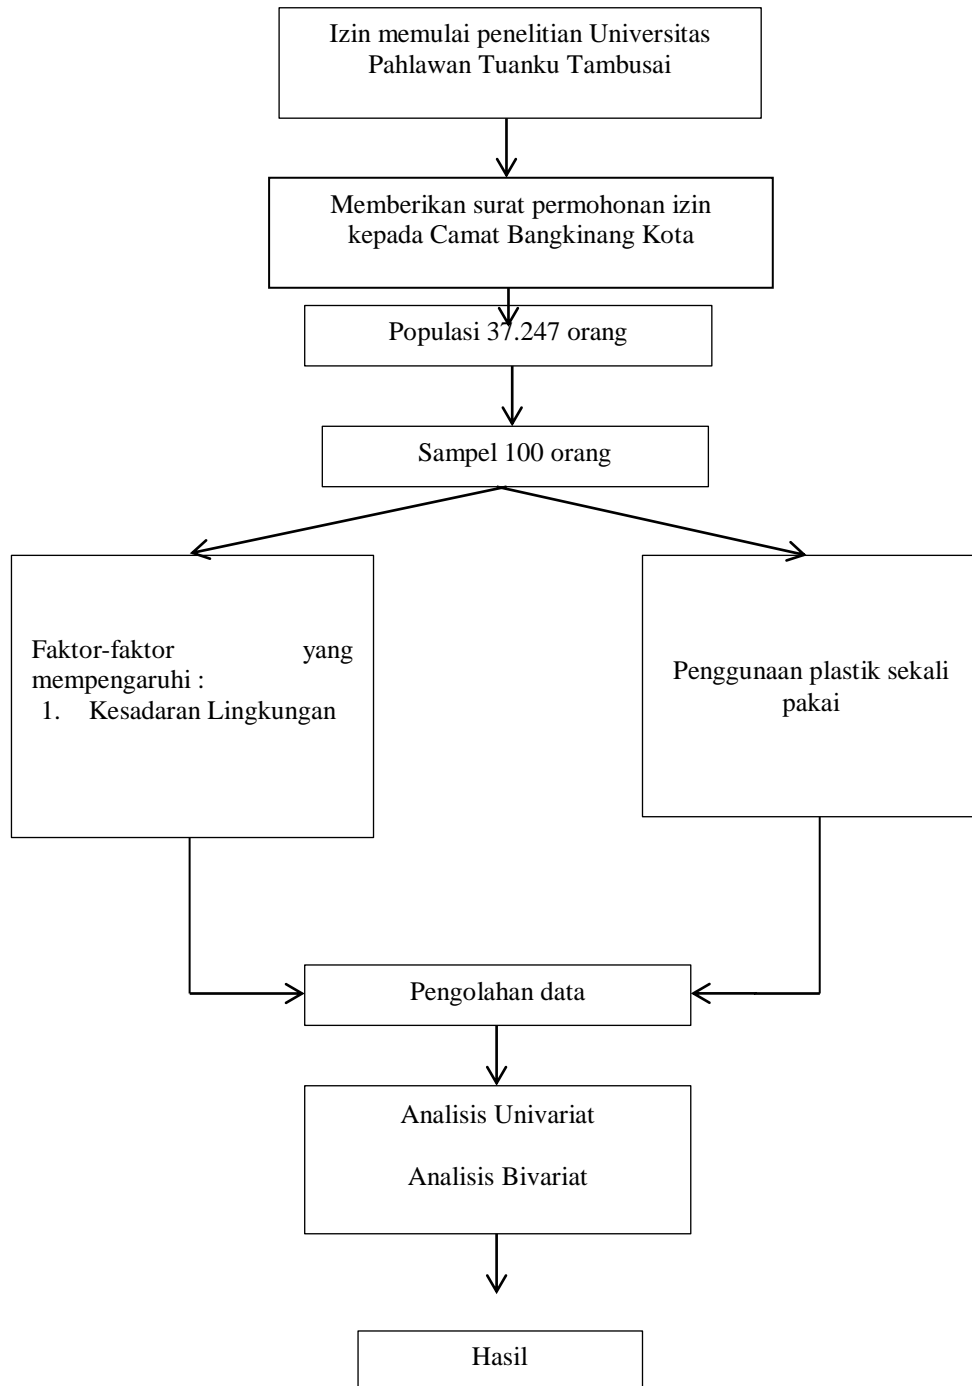 Izin memulai penelitian Universitas
Pahlawan Tuanku Tambusai
Memberikan surat permohonan izin
kepada Camat Bangkinang Kota
Populasi 37.247 orang
Sampel 100 orang
Faktor-faktor yang
mempengaruhi :
1. Kesadaran Lingkungan
Penggunaan plastik sekali
pakai
Pengolahan data
Analisis Univariat
Analisis Bivariat
Hasil